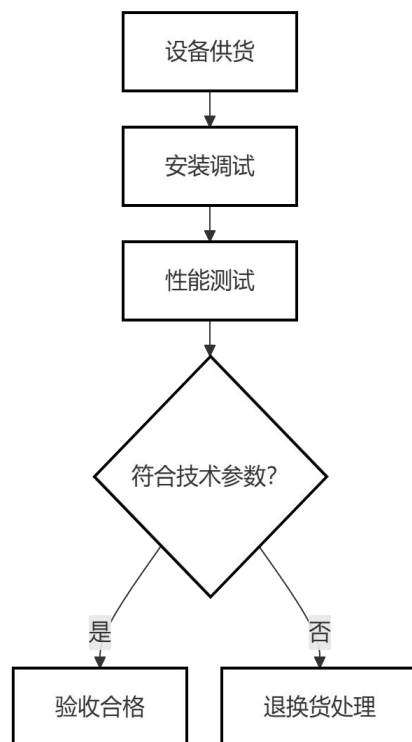 设备供货
安装调试
性能测试
符合技术参数?
是
否
验收合格
退换货处理